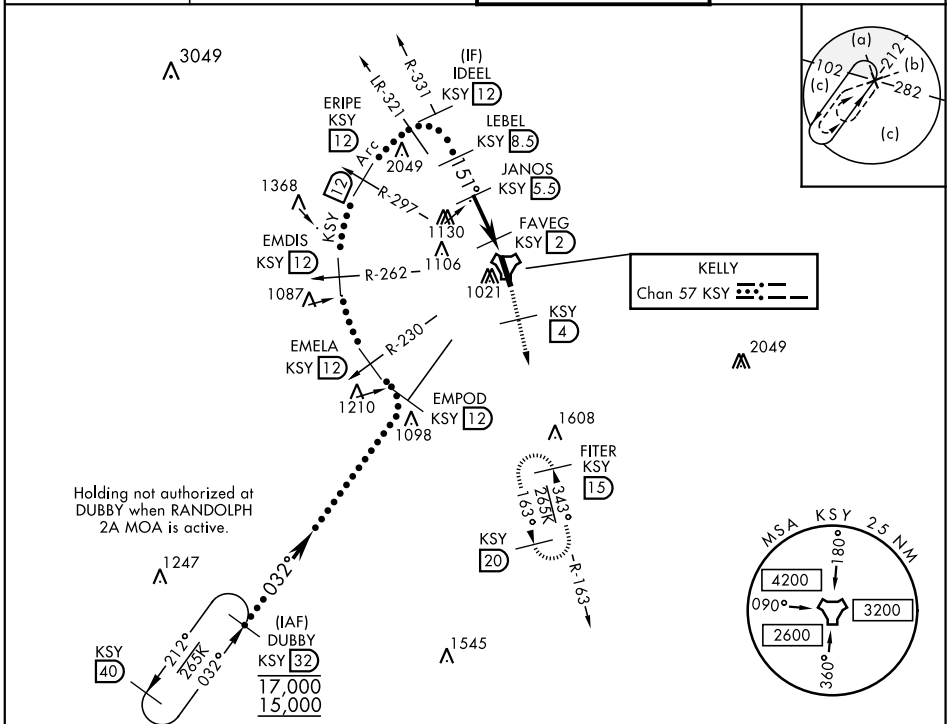 3049
(IF)
IDEEL
KSY 12
R-331
LR-321
ERIPE
KSY
12
2049
LEBEL
KSY 8.5
151°
JANOS
KSY 5.5
KSY 12 Arc
1368
R-297
1130
FAVEG
KSY 2
EMDIS
KSY 12
R-262
1106
1021
1087
KELLY
Chan 57 KSY
KSY
4
R-230
EMELA
KSY 12
2049
1210
EMPOD
KSY 12
1098
1608
FITER
KSY
15
343°
265K
163°
KSY
20
R-163
Holding not authorized at
DUBBY when RANDOLPH
2A MOA is active.
1247
032°
(IAF)
DUBBY
KSY 32
17,000
15,000
212°
265K
032°
KSY
40
1545
(a)
212
102
(b)
(c)
282
(c)
MSA KSY 25 NM
180°
4200
090°
3200
2600
360°